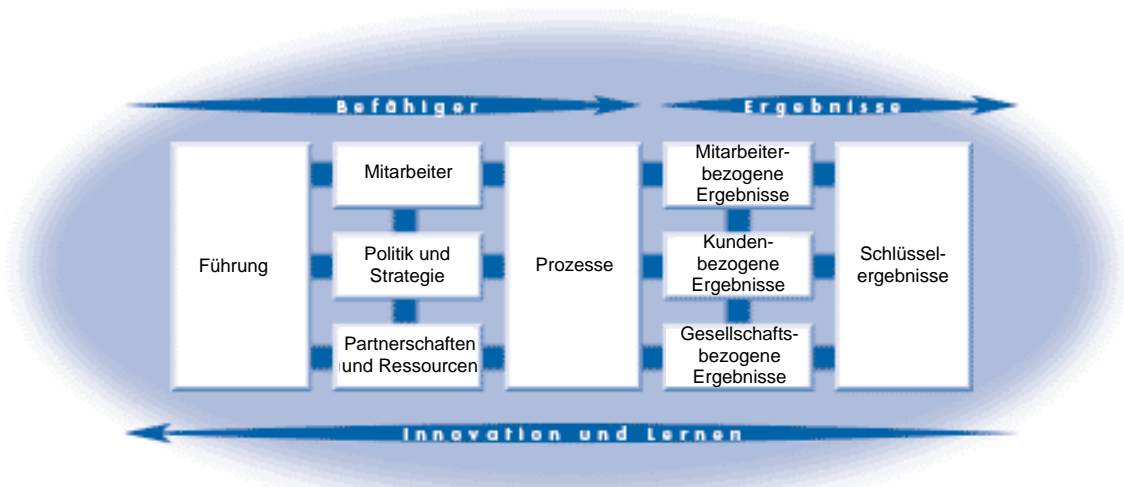 Befähiger
Ergebnisse
Führung
Mitarbeiter
Politik und
Strategie
Partnerschaften
und Ressourcen
Prozesse
Mitarbeiter-
bezogene
Ergebnisse
Kunden-
bezogene
Ergebnisse
Gesellschafts-
bezogene
Ergebnisse
Schlüssel-
ergebnisse
Innovation und Lernen